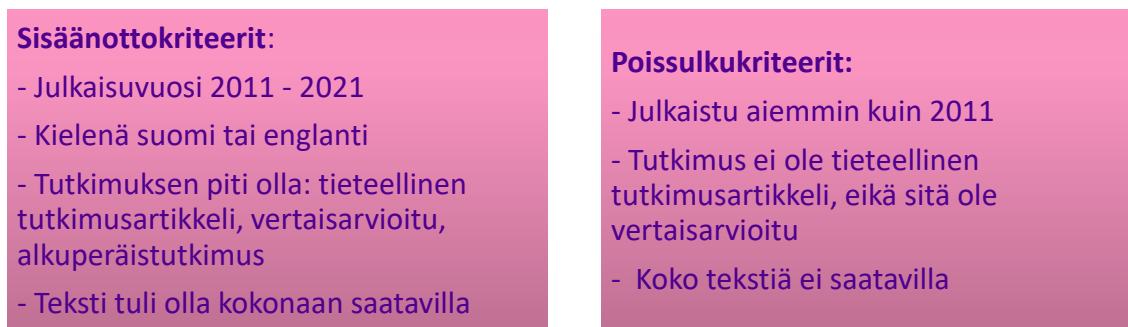 Sisäänottokriteerit:
- Julkaisuvuosi 2011 - 2021
- Kielenä suomi tai englanti
- Tutkimuksen piti olla: tieteellinen
tutkimusartikkeli, vertaisarvioitu,
alkuperäistutkimus
- Teksti tuli olla kokonaan saatavilla
Poissulkukriteerit:
- Julkaistu aiemmin kuin 2011
- Tutkimus ei ole tieteellinen
tutkimusartikkeli, eikä sitä ole
vertaisarvioitu
- Koko tekstiä ei saatavilla